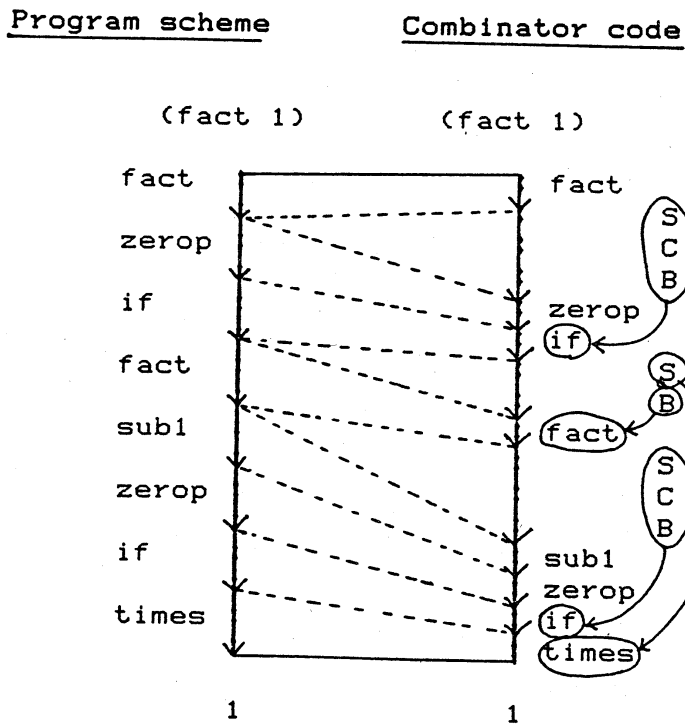 Program scheme
Combinator code
(fact 1)
(fact 1)
fact
zerop
if
fact
sub1
zerop
if
times
fact
S
C
B
zerop
if
S
B
fact
S
C
B
sub1
zerop
if
times
1
1